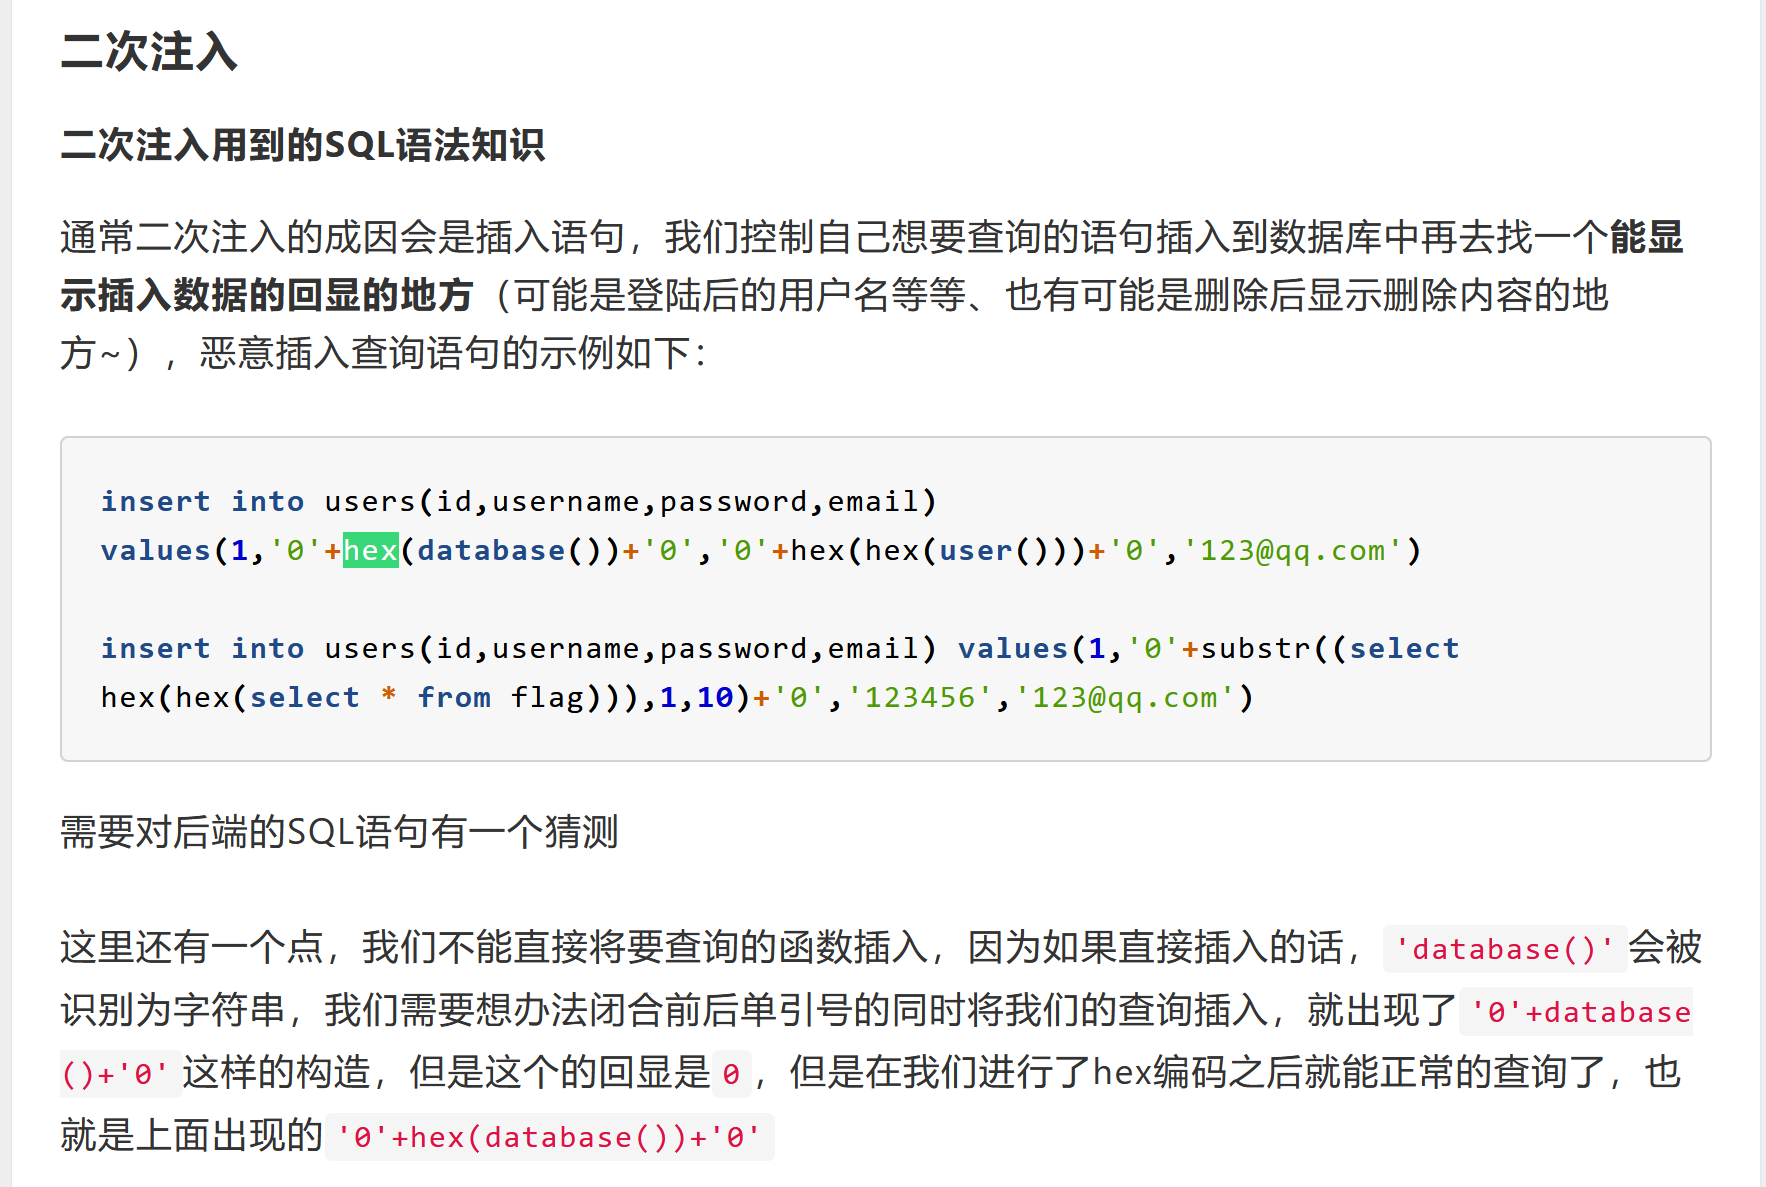 二次注入
二次注入用到的SQL语法知识
通常二次注入的成因会是插入语句，我们控制自己想要查询的语句插入到数据库中再去找一个能显
示插入数据的回显的地方（可能是登陆后的用户名等等、也有可能是删除后显示删除内容的地
方~），恶意插入查询语句的示例如下：
insert into users(id,username,password,email)
values(1,'0'+hex(database())+'0','0'+hex(hex(user()))+'0','123@qq.com')
insert into users(id,username,password,email) values(1,'0'+substr((select
hex(hex(select * from flag))),1,10)+'0','123456','123@qq.com')
需要对后端的SQL语句有一个猜测
这里还有一个点，我们不能直接将要查询的函数插入，因为如果直接插入的话，'database()'会被
识别为字符串，我们需要想办法闭合前后单引号的同时将我们的查询插入，就出现了'0'+database
()+'0'这样的构造，但是这个的回显是0，但是在我们进行了hex编码之后就能正常的查询了，也
就是上面出现的'0'+hex(database())+'0'